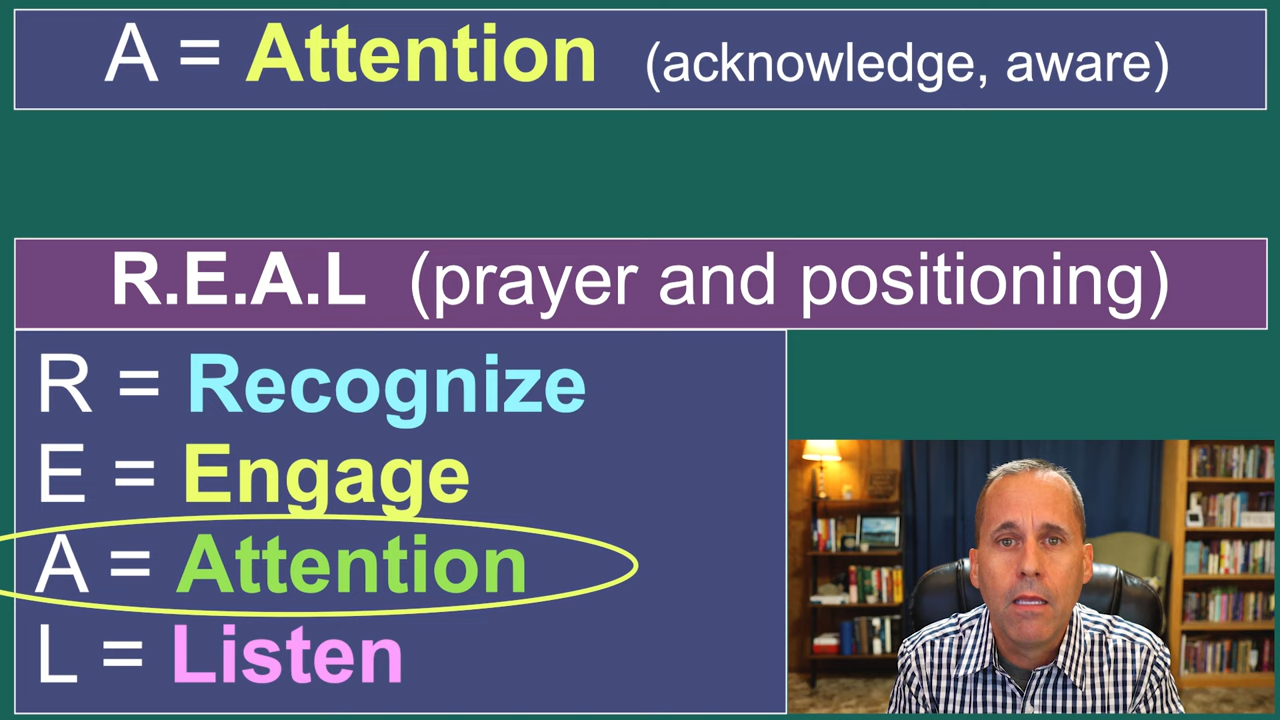 A = Attention (acknowledge, aware)
R.E.A.L (prayer and positioning)
R = Recognize
E = Engage
A = Attention
L = Listen